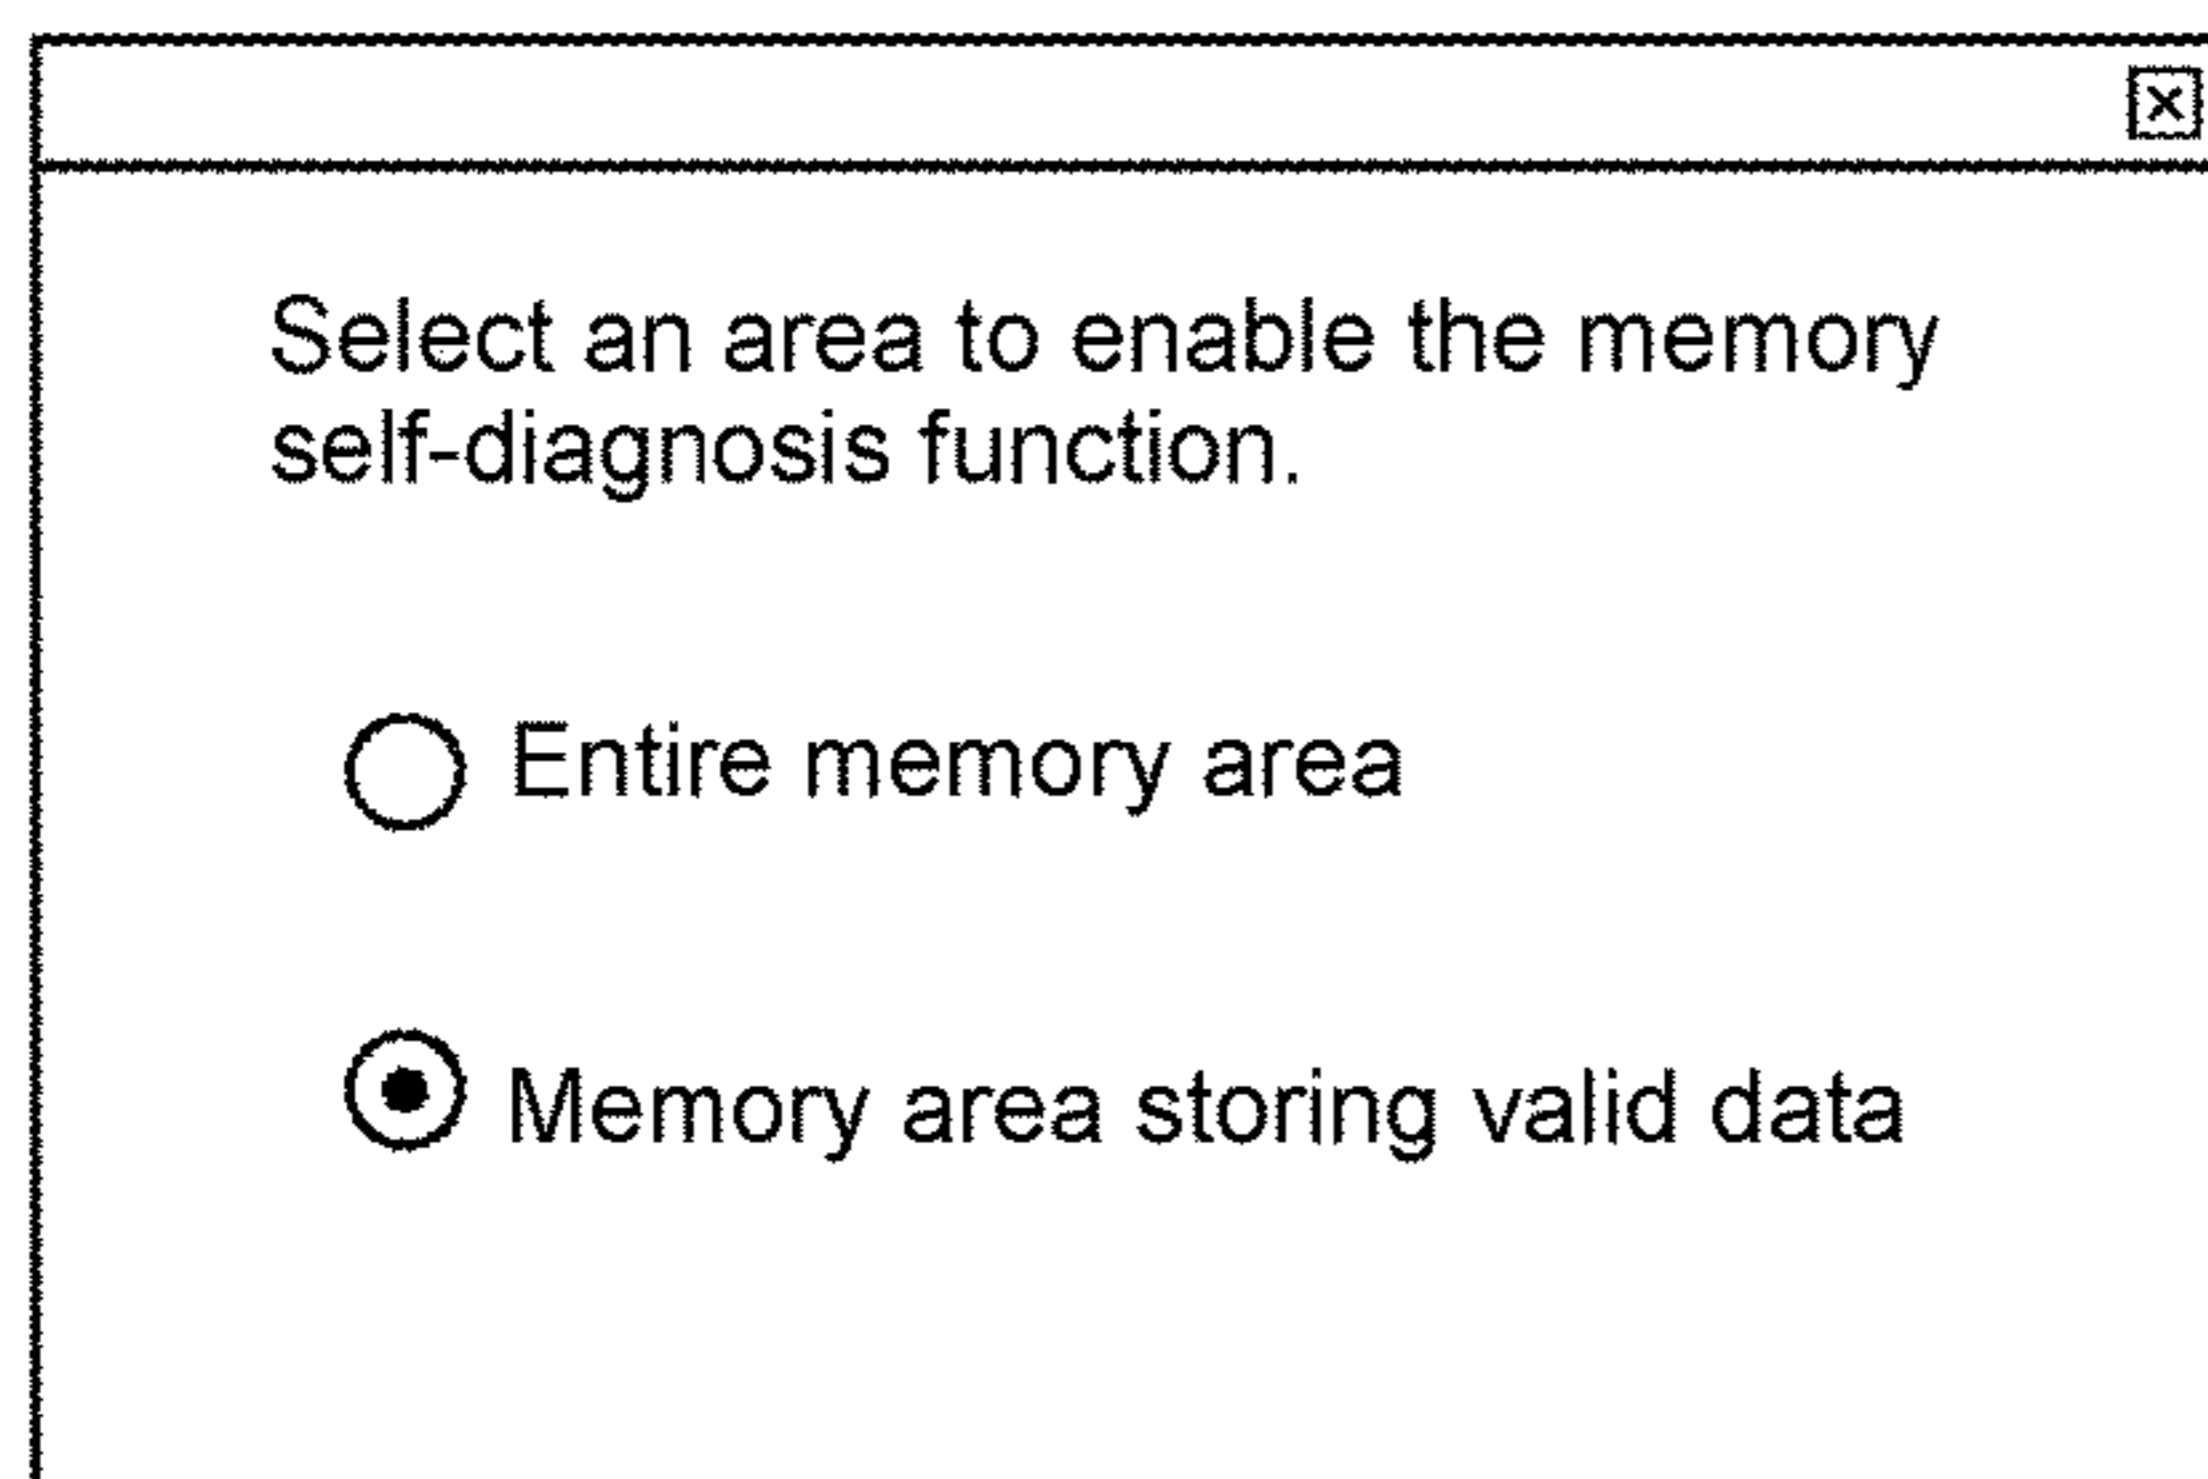 Select an area to enable the memory
self-diagnosis function.
Entire memory area
Memory area storing valid data